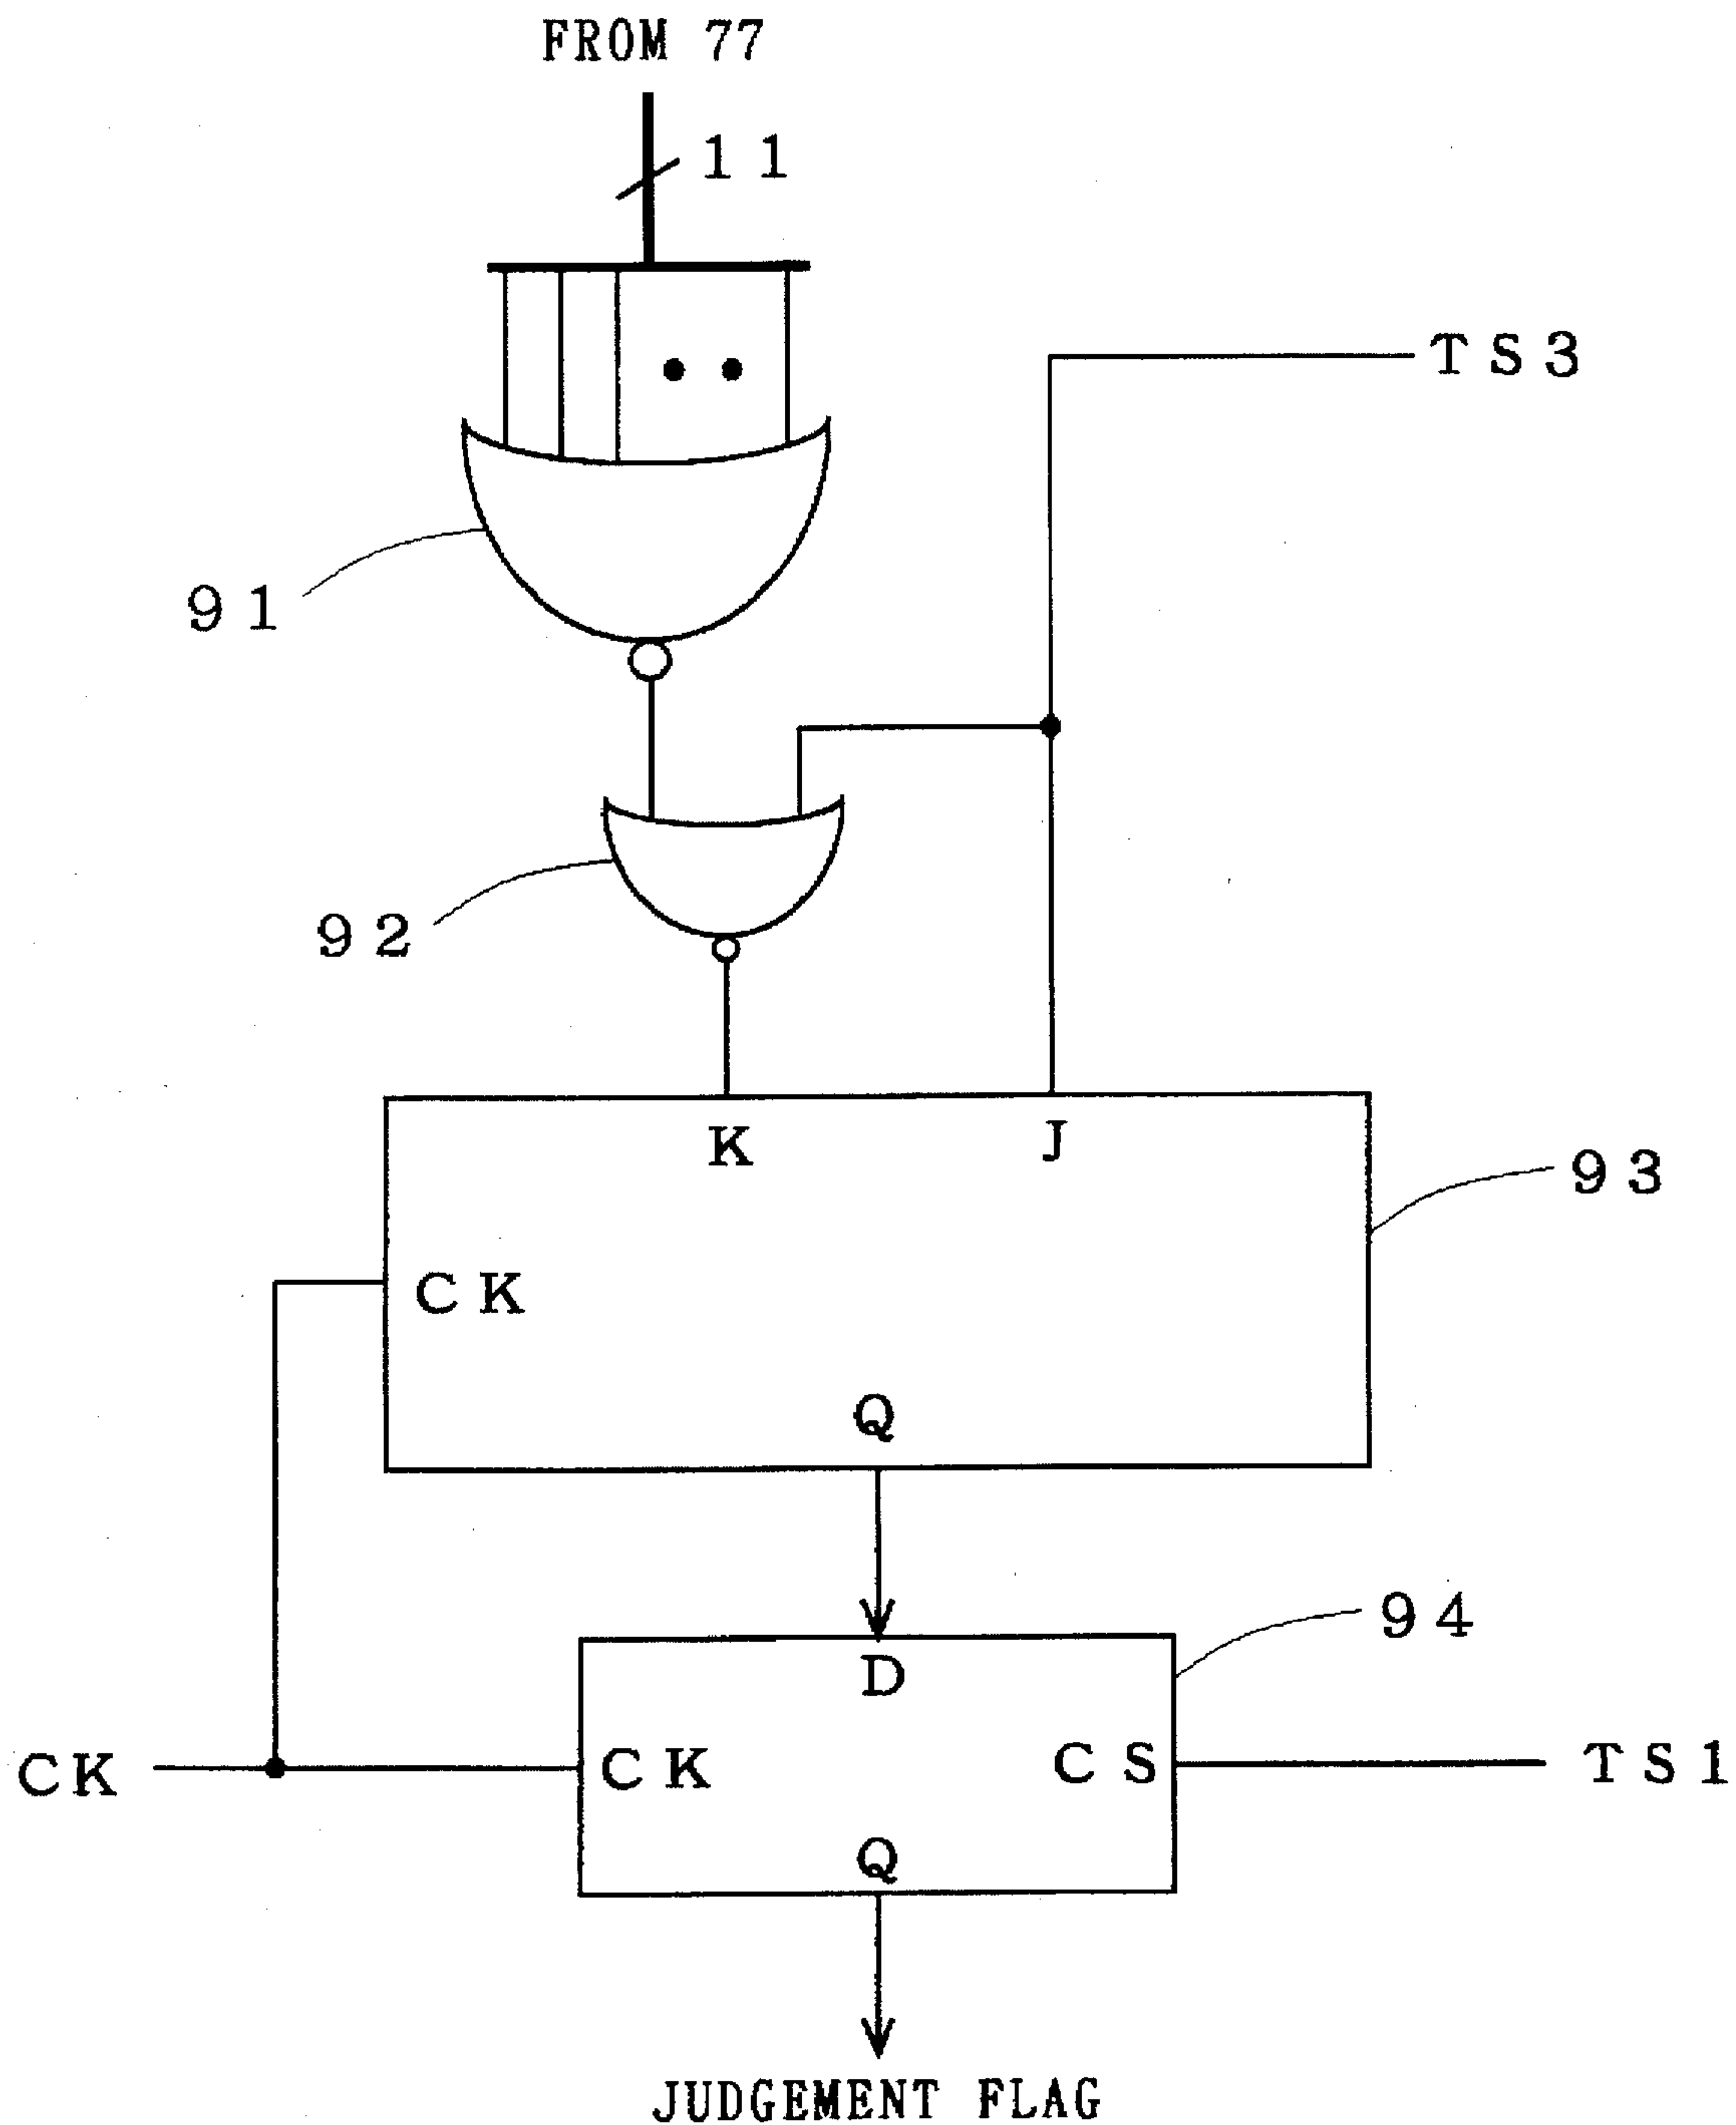 FROM 77
11
TS3
91
92
K
J
93
CK
Q
94
D
CK
CK
CS
TS1
Q
JUDGEMENT FLAG